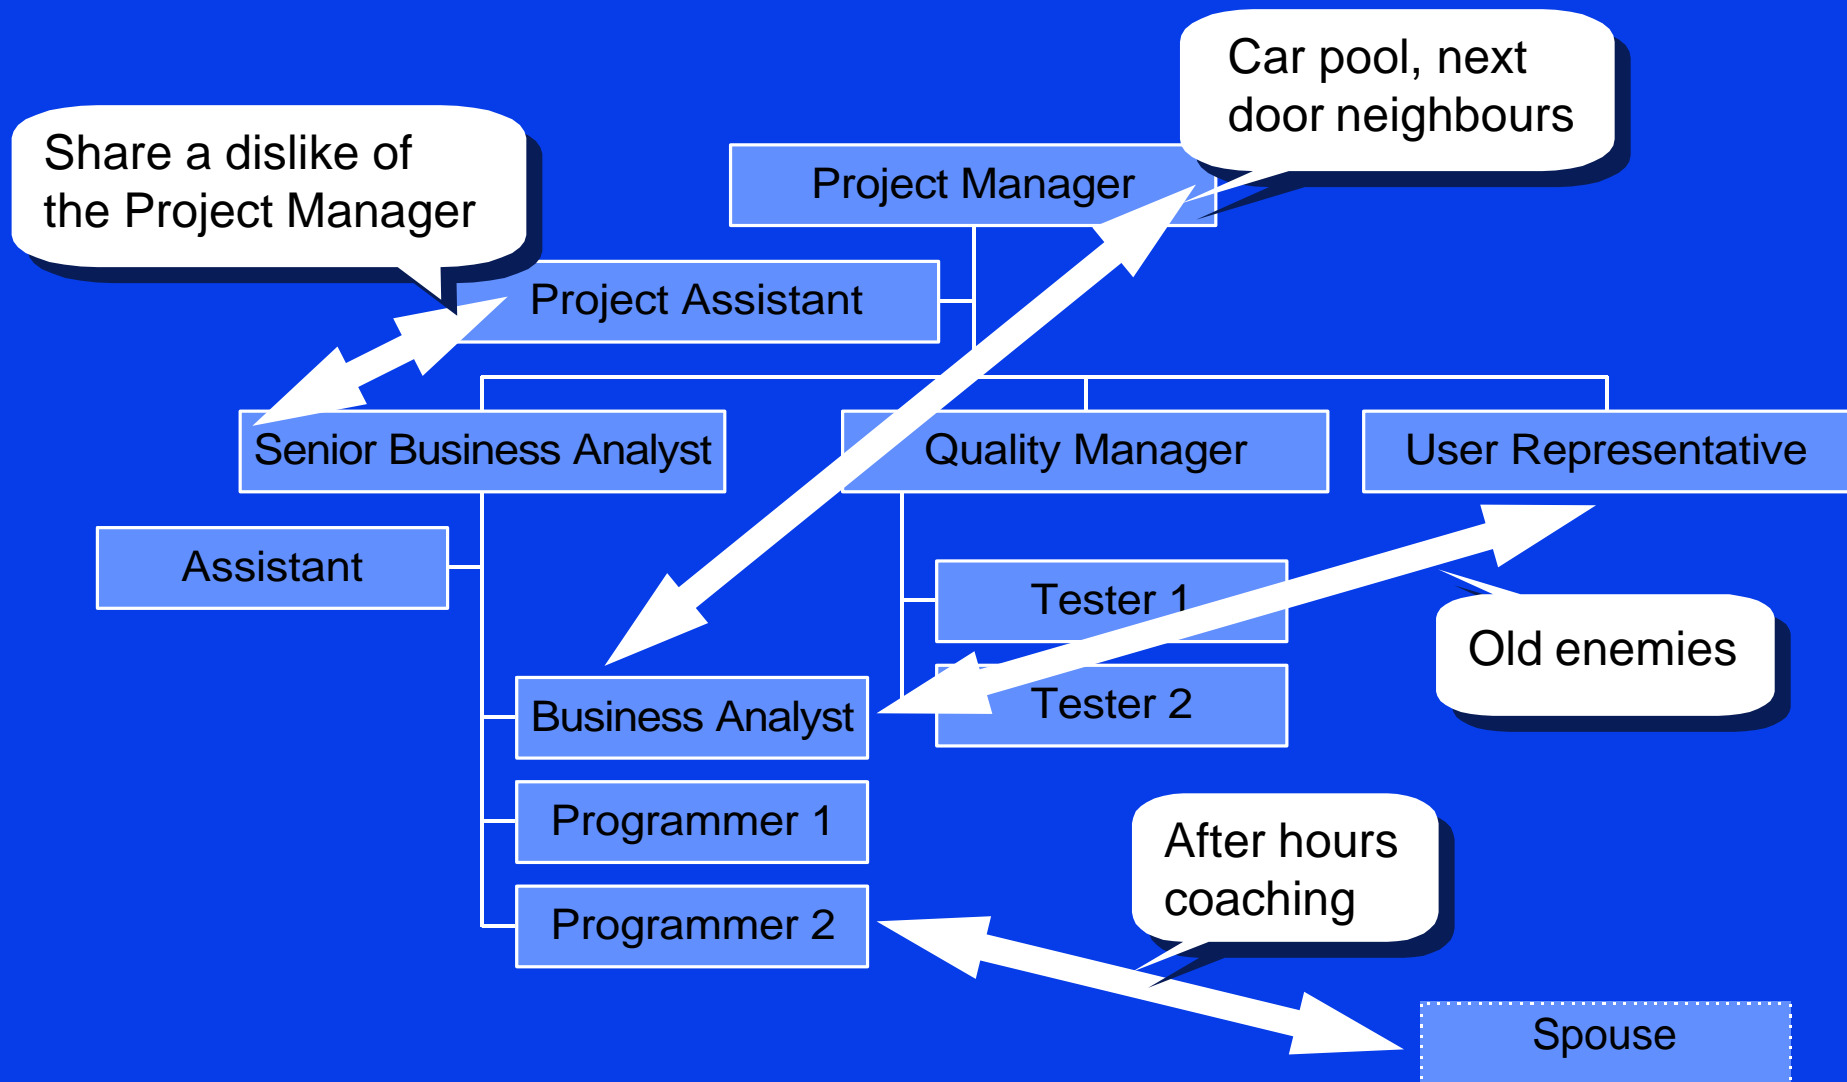 Car pool, next
door neighbours
Share a dislike of
the Project Manager
Project Manager
Project Assistant
Senior Business Analyst
Quality Manager
User Representative
Assistant
Tester 1
Old enemies
Business Analyst
Tester 2
Programmer 1
After hours
coaching
Programmer 2
Spouse